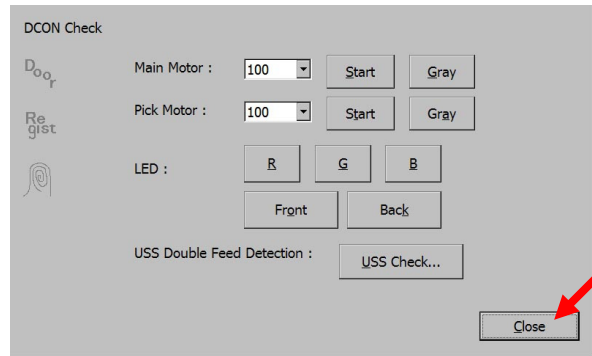 DCON Check
Door
Main Motor : 100 Start Gray
Regist
Pick Motor : 100 Start Gray
LED : R G B
Front Back
USS Double Feed Detection : USS Check...
Close